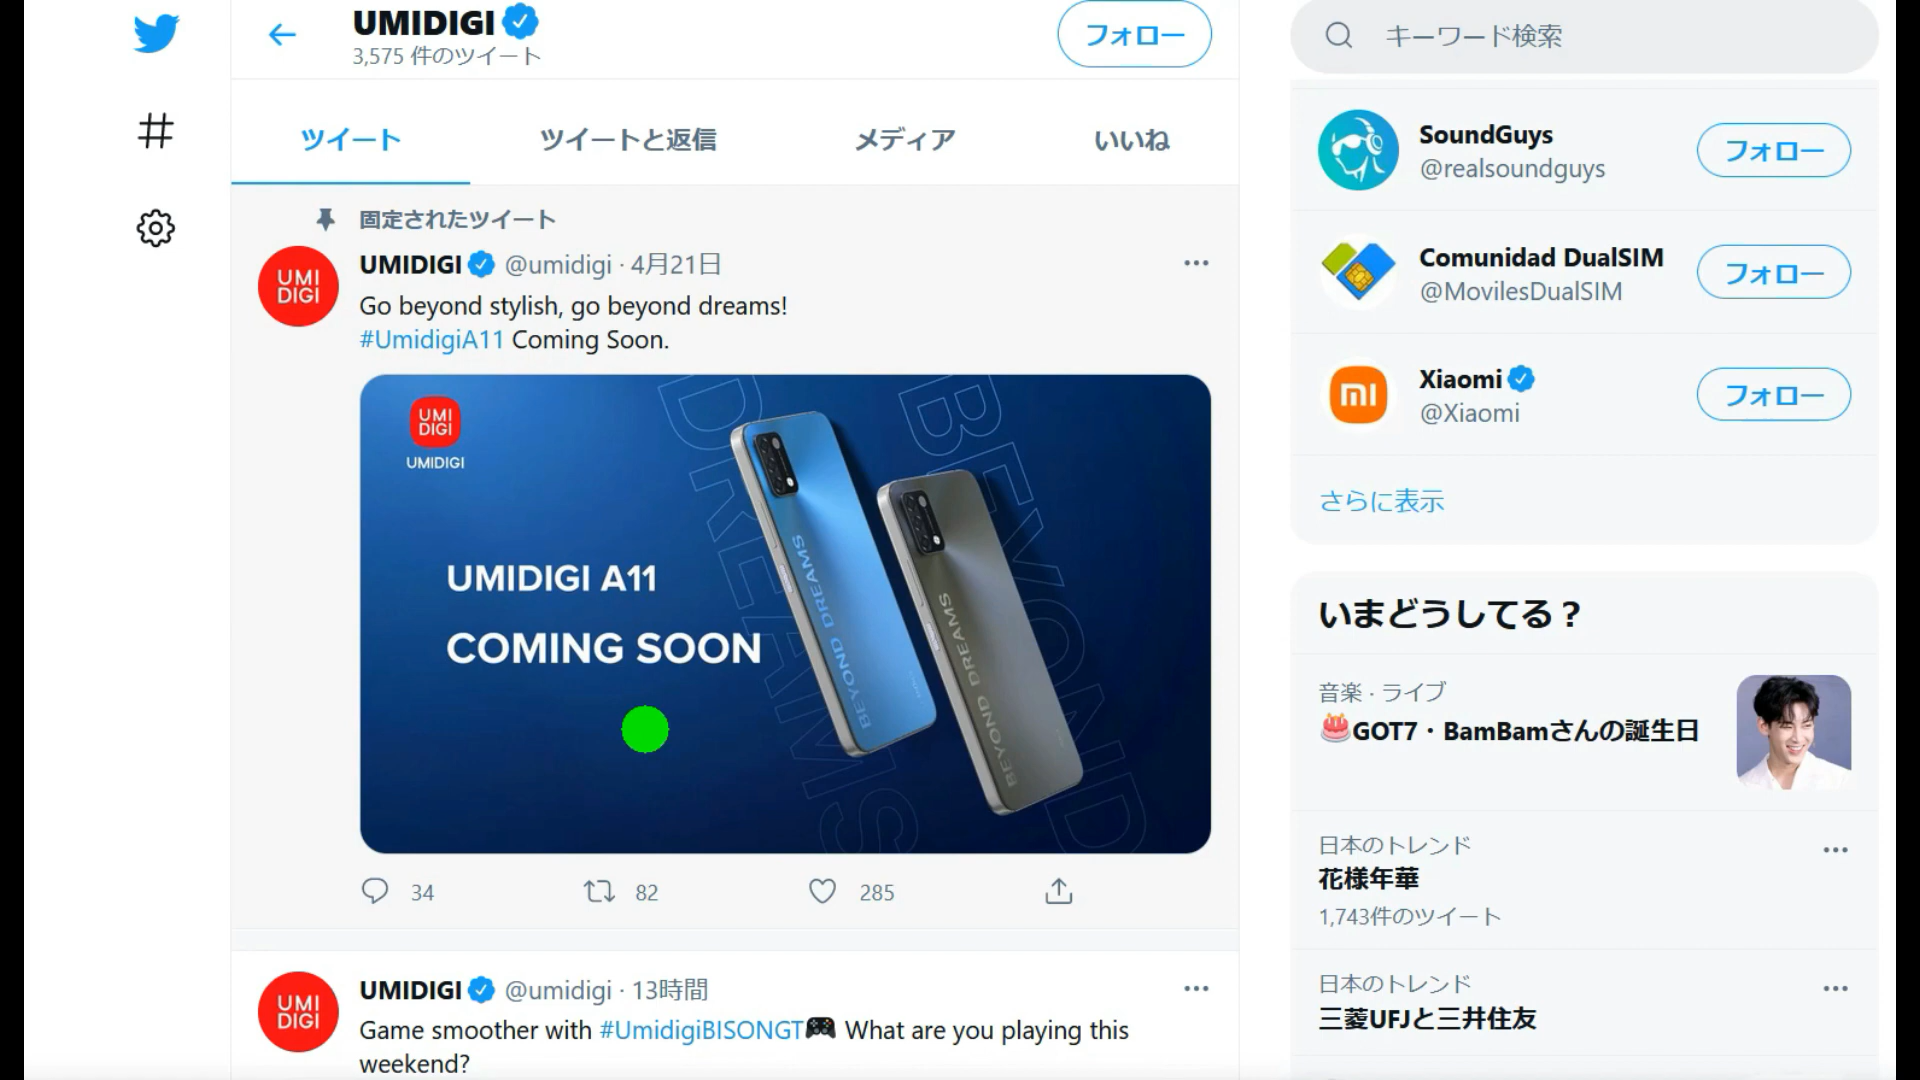 UMIDIGI
3,575 件のツイート
フォロー
キーワード検索
ツイート
ツイートと返信
メディア
いいね
固定されたツイート
UMI
DIGI
UMIDIGI @umidigi · 4月21日
Go beyond stylish, go beyond dreams!
#UmidigiA11 Coming Soon.
UMI
DIGI
UMIDIGI
DREAMS
BEYOND
BEYOND DREAMS
BEYOND DREAMS
UMIDIGI A11
COMING SOON
34
82
285
UMI
DIGI
UMIDIGI @umidigi · 13時間
Game smoother with #UmidigiBISONGT🎮 What are you playing this
weekend?
SoundGuys
@realsoundguys
フォロー
Comunidad DualSIM
@MovilesDualSIM
フォロー
mi
Xiaomi
@Xiaomi
フォロー
さらに表示
いまどうしてる？
音楽 · ライブ
🎂GOT7・BamBamさんの誕生日
日本のトレンド
花様年華
1,743件のツイート
日本のトレンド
三菱UFJと三井住友